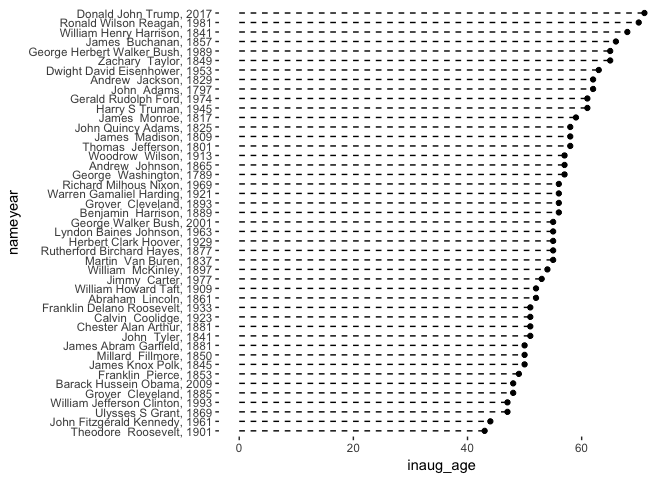 Donald John Trump, 2017
Ronald Wilson Reagan, 1981
William Henry Harrison, 1841
James  Buchanan, 1857
George Herbert Walker Bush, 1989
Zachary  Taylor, 1849
Dwight David Eisenhower, 1953
Andrew  Jackson, 1829
John  Adams, 1797
Gerald Rudolph Ford, 1974
Harry S Truman, 1945
James  Monroe, 1817
John Quincy Adams, 1825
James  Madison, 1809
Thomas  Jefferson, 1801
Woodrow  Wilson, 1913
Andrew  Johnson, 1865
George  Washington, 1789
Richard Milhous Nixon, 1969
Warren Gamaliel Harding, 1921
Grover  Cleveland, 1893
Benjamin  Harrison, 1889
George Walker Bush, 2001
Lyndon Baines Johnson, 1963
Herbert Clark Hoover, 1929
Rutherford Birchard Hayes, 1877
Martin  Van Buren, 1837
William  McKinley, 1897
Jimmy  Carter, 1977
William Howard Taft, 1909
Abraham  Lincoln, 1861
Franklin Delano Roosevelt, 1933
Calvin  Coolidge, 1923
Chester Alan Arthur, 1881
John  Tyler, 1841
James Abram Garfield, 1881
Millard  Fillmore, 1850
James Knox Polk, 1845
Franklin  Pierce, 1853
Barack Hussein Obama, 2009
Grover  Cleveland, 1885
William Jefferson Clinton, 1993
Ulysses S Grant, 1869
John Fitzgerald Kennedy, 1961
Theodore  Roosevelt, 1901
nameyear
0 20 40 60
inaug_age